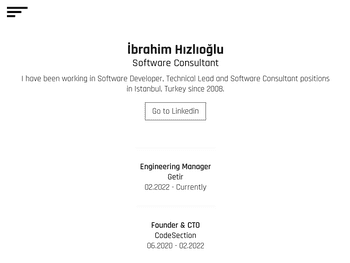 İbrahim Hızlıoğlu
Software Consultant
I have been working in Software Developer, Technical Lead and Software Consultant positions
in Istanbul, Turkey since 2008.
Go to Linkedin
Engineering Manager
Getir
02.2022 - Currently
Founder & CTO
CodeSection
06.2020 - 02.2022